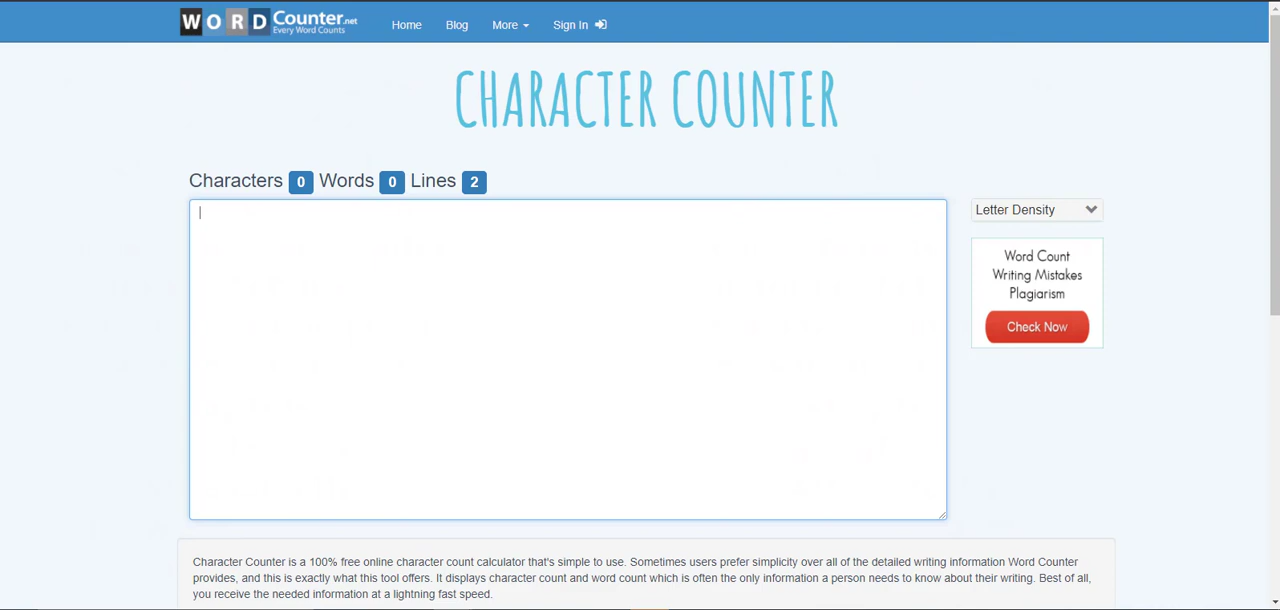 WORD Counter.net
Every Word Counts
Home Blog More Sign In
CHARACTER COUNTER
Characters 0 Words 0 Lines 2
Letter Density
Word Count
Writing Mistakes
Plagiarism
Check Now
Character Counter is a 100% free online character count calculator that's simple to use. Sometimes users prefer simplicity over all of the detailed writing information Word Counter
provides, and this is exactly what this tool offers. It displays character count and word count which is often the only information a person needs to know about their writing. Best of all,
you receive the needed information at a lightning fast speed.